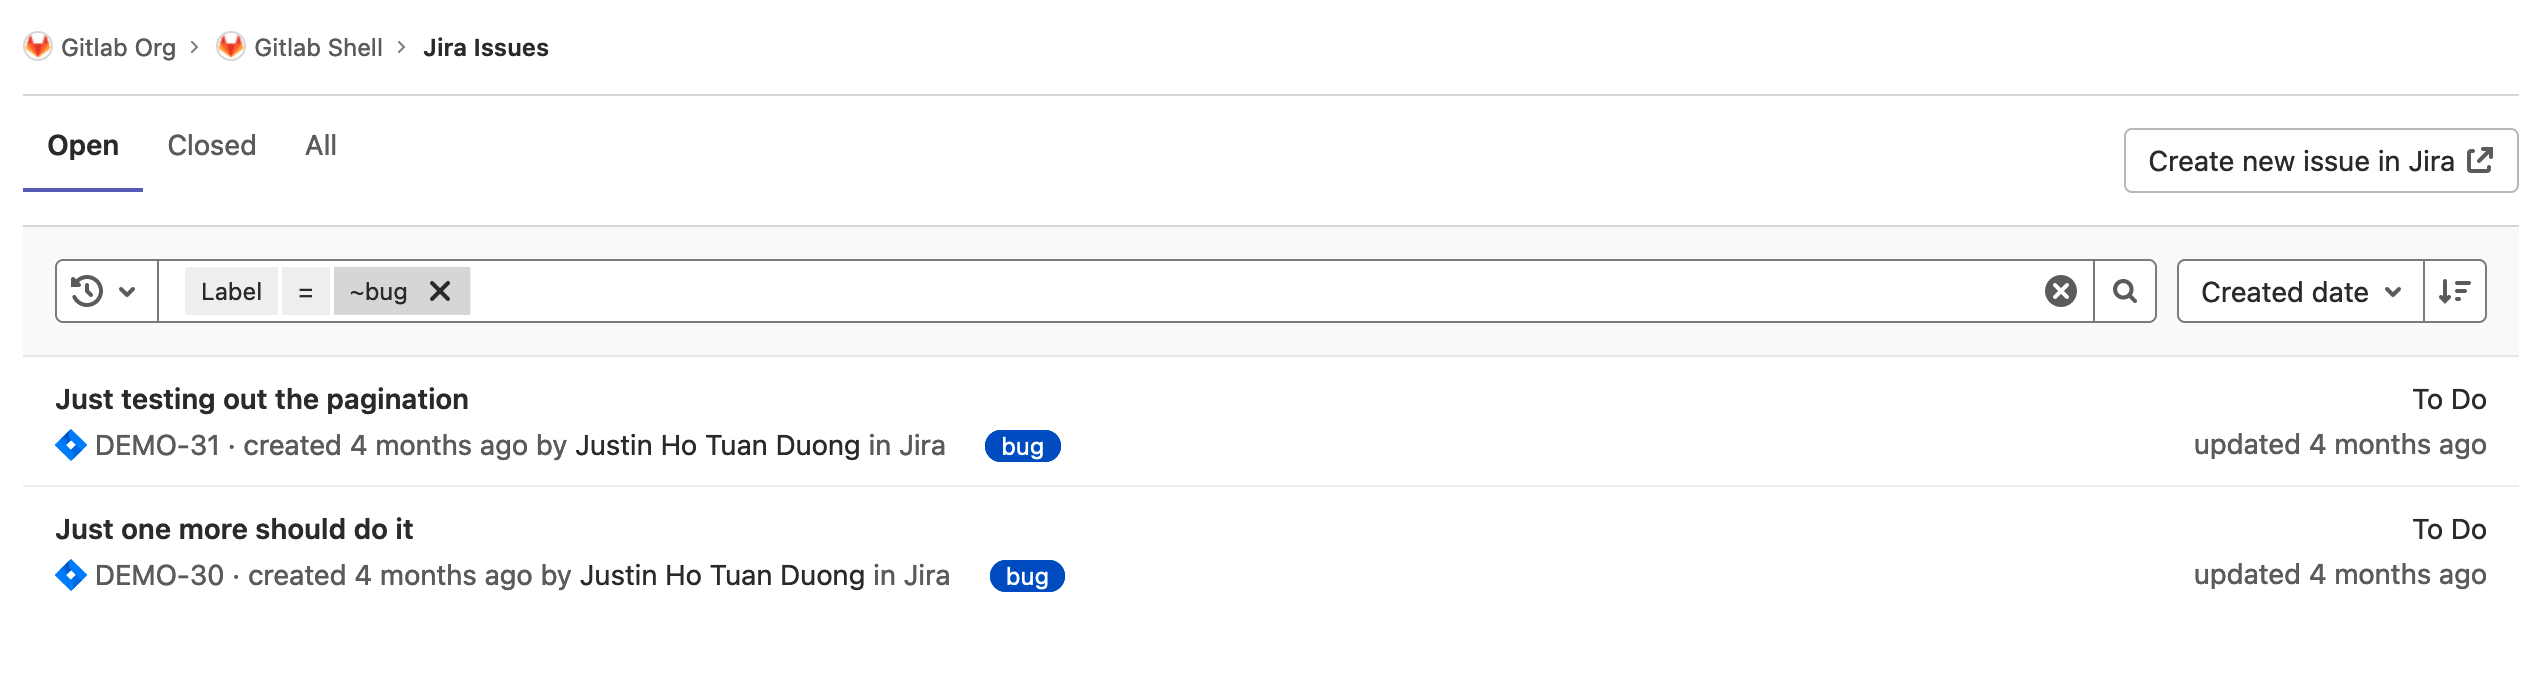 Gitlab Org › Gitlab Shell › Jira Issues
Open Closed All
Create new issue in Jira
Label = ~bug
Created date
Just testing out the pagination
To Do
DEMO-31 · created 4 months ago by Justin Ho Tuan Duong in Jira bug
updated 4 months ago
Just one more should do it
To Do
DEMO-30 · created 4 months ago by Justin Ho Tuan Duong in Jira bug
updated 4 months ago